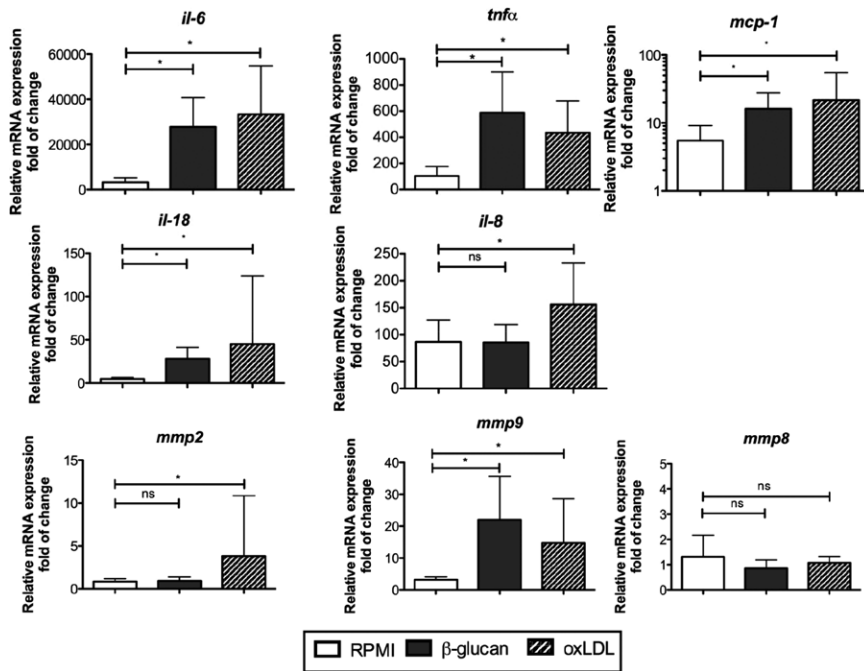 il-6
Relative mRNA expression
fold of change
60000
40000
20000
0
*
*
tnfα
Relative mRNA expression
fold of change
1000
800
600
400
200
0
*
*
mcp-1
Relative mRNA expression
fold of change
100
10
1
*
*
il-18
Relative mRNA expression
fold of change
150
100
50
0
*
*
il-8
Relative mRNA expression
fold of change
250
200
150
100
50
0
*
ns
mmp2
Relative mRNA expression
fold of change
15
10
5
0
*
ns
mmp9
Relative mRNA expression
fold of change
40
30
20
10
0
*
*
mmp8
Relative mRNA expression
fold of change
5
4
3
2
1
0
ns
ns
RPMI β-glucan oxLDL